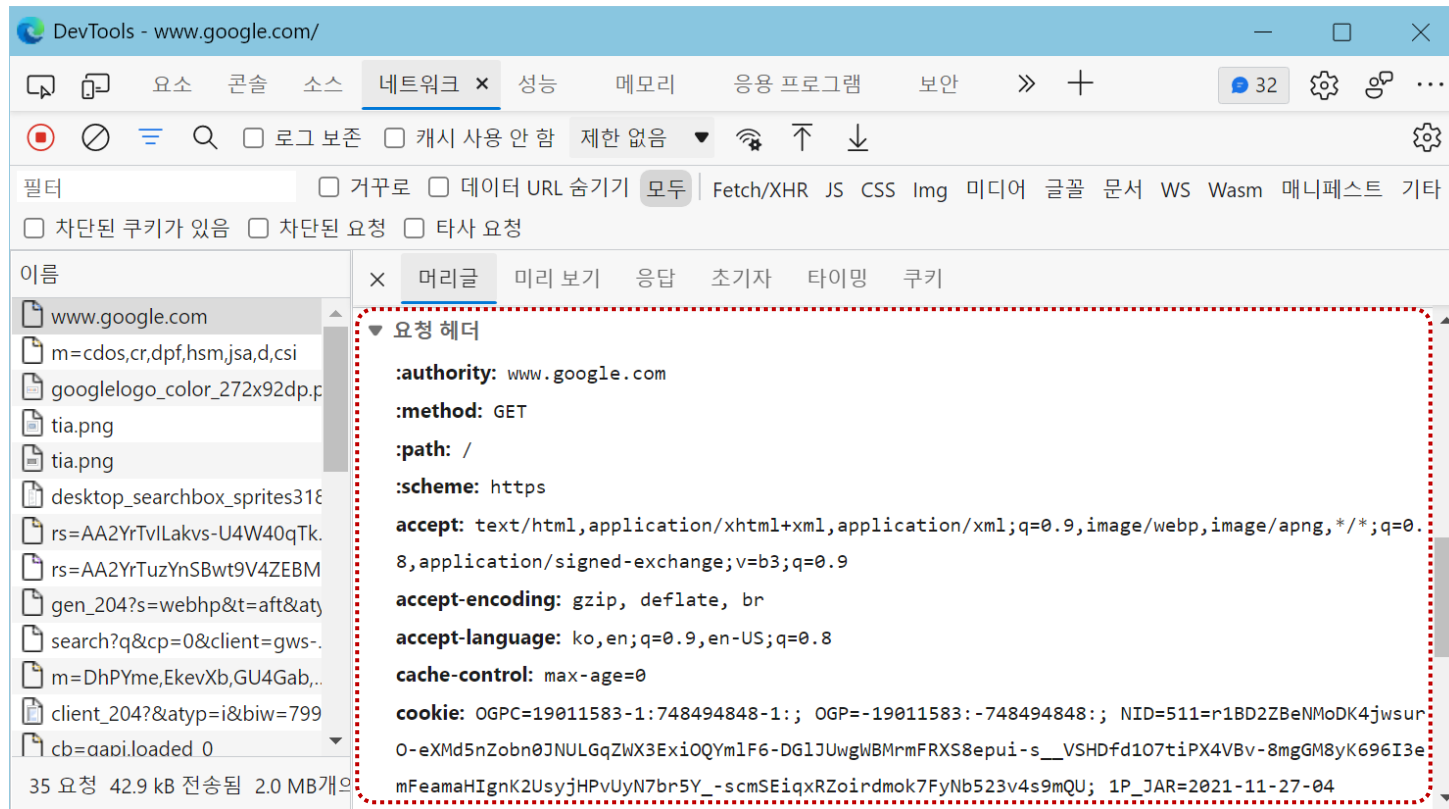 DevTools - www.google.com/
요소 콘솔 소스 네트워크 성능 메모리 응용 프로그램 보안 32
로그 보존 캐시 사용 안 함 제한 없음
필터 거꾸로 데이터 URL 숨기기 모두 Fetch/XHR JS CSS Img 미디어 글꼴 문서 WS Wasm 매니페스트 기타
차단된 쿠키가 있음 차단된 요청 타사 요청
이름
머리글 미리 보기 응답 초기자 타이밍 쿠키
www.google.com
m=cdos,cr,dpf,hsm,jsa,d,csi
googlelogo_color_272x92dp.p
tia.png
tia.png
desktop_searchbox_sprites318
rs=AA2YrTvILakvs-U4W40qTk.
rs=AA2YrTuzYnSBwt9V4ZEBM
gen_204?s=webhp&t=aft&aty
search?q&cp=0&client=gws-.
m=DhPYme,EkevXb,GU4Gab,..
client_204?&atyp=i&biw=799
cb=gapi.loaded_0
35 요청 42.9 kB 전송됨 2.0 MB개의
요청 헤더
:authority: www.google.com
:method: GET
:path: /
:scheme: https
accept: text/html,application/xhtml+xml,application/xml;q=0.9,image/webp,image/apng,*/*;q=0.
8,application/signed-exchange;v=b3;q=0.9
accept-encoding: gzip, deflate, br
accept-language: ko,en;q=0.9,en-US;q=0.8
cache-control: max-age=0
cookie: OGPC=19011583-1:748494848-1:; OGP=-19011583:-748494848:; NID=511=r1BD2ZBeNMoDK4jwsur
O-eXMd5nZobn0JNULGqZWX3ExiOQYmlF6-DGlJUwgWBMrmFRXS8epui-s__VSHDfd1O7tiPX4VBv-8mgGM8yK696I3e
mFeamaHIgnK2UsyjHPvUyN7br5Y_-scmSEiqxRZoirdmok7FyNb523v4s9mQU; 1P_JAR=2021-11-27-04